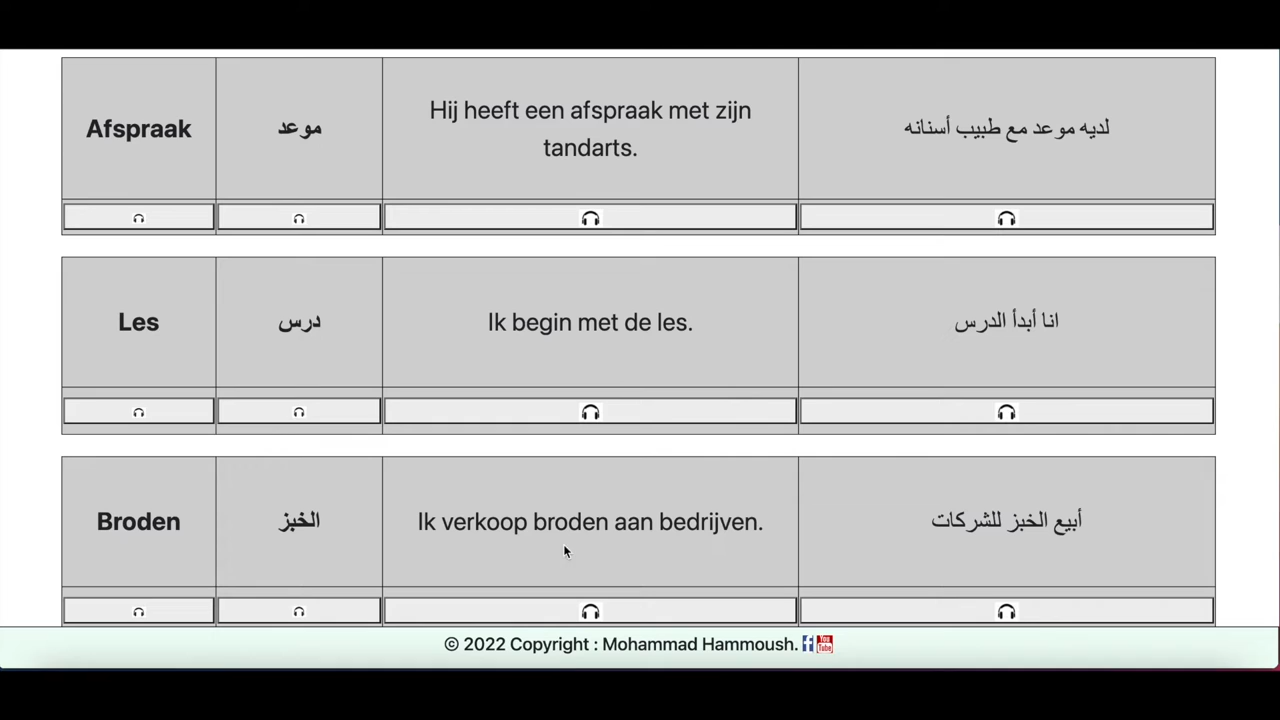 Afspraak
موعد
Hij heeft een afspraak met zijn
tandarts.
لديه موعد مع طبيب أسنانه
Les
درس
Ik begin met de les.
انا أبدأ الدرس
Broden
الخبز
Ik verkoop broden aan bedrijven.
أبيع الخبز للشركات
© 2022 Copyright : Mohammad Hammoush. f You Tube